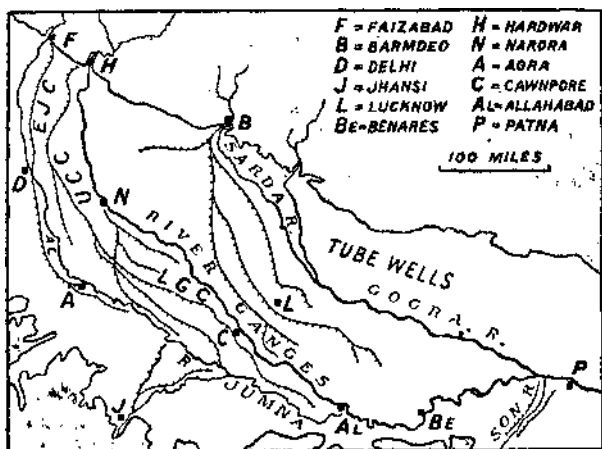 F = FAIZABAD
H = HARDWAR
B = BARMDEO
N = NARORA
D = DELHI
A = AGRA
J = JHANSI
C = CAWNPORE
L = LUCKNOW
AL = ALLAHABAD
BE = BENARES
P = PATNA
100 MILES
F
H
B
EJC
UGC
SARDAR.
D
N
RIVER GANGES
TUBE WELLS
GOGRA. R.
LGC
A
L
C
R
JUMNA
J
AL
BE
SON R
P